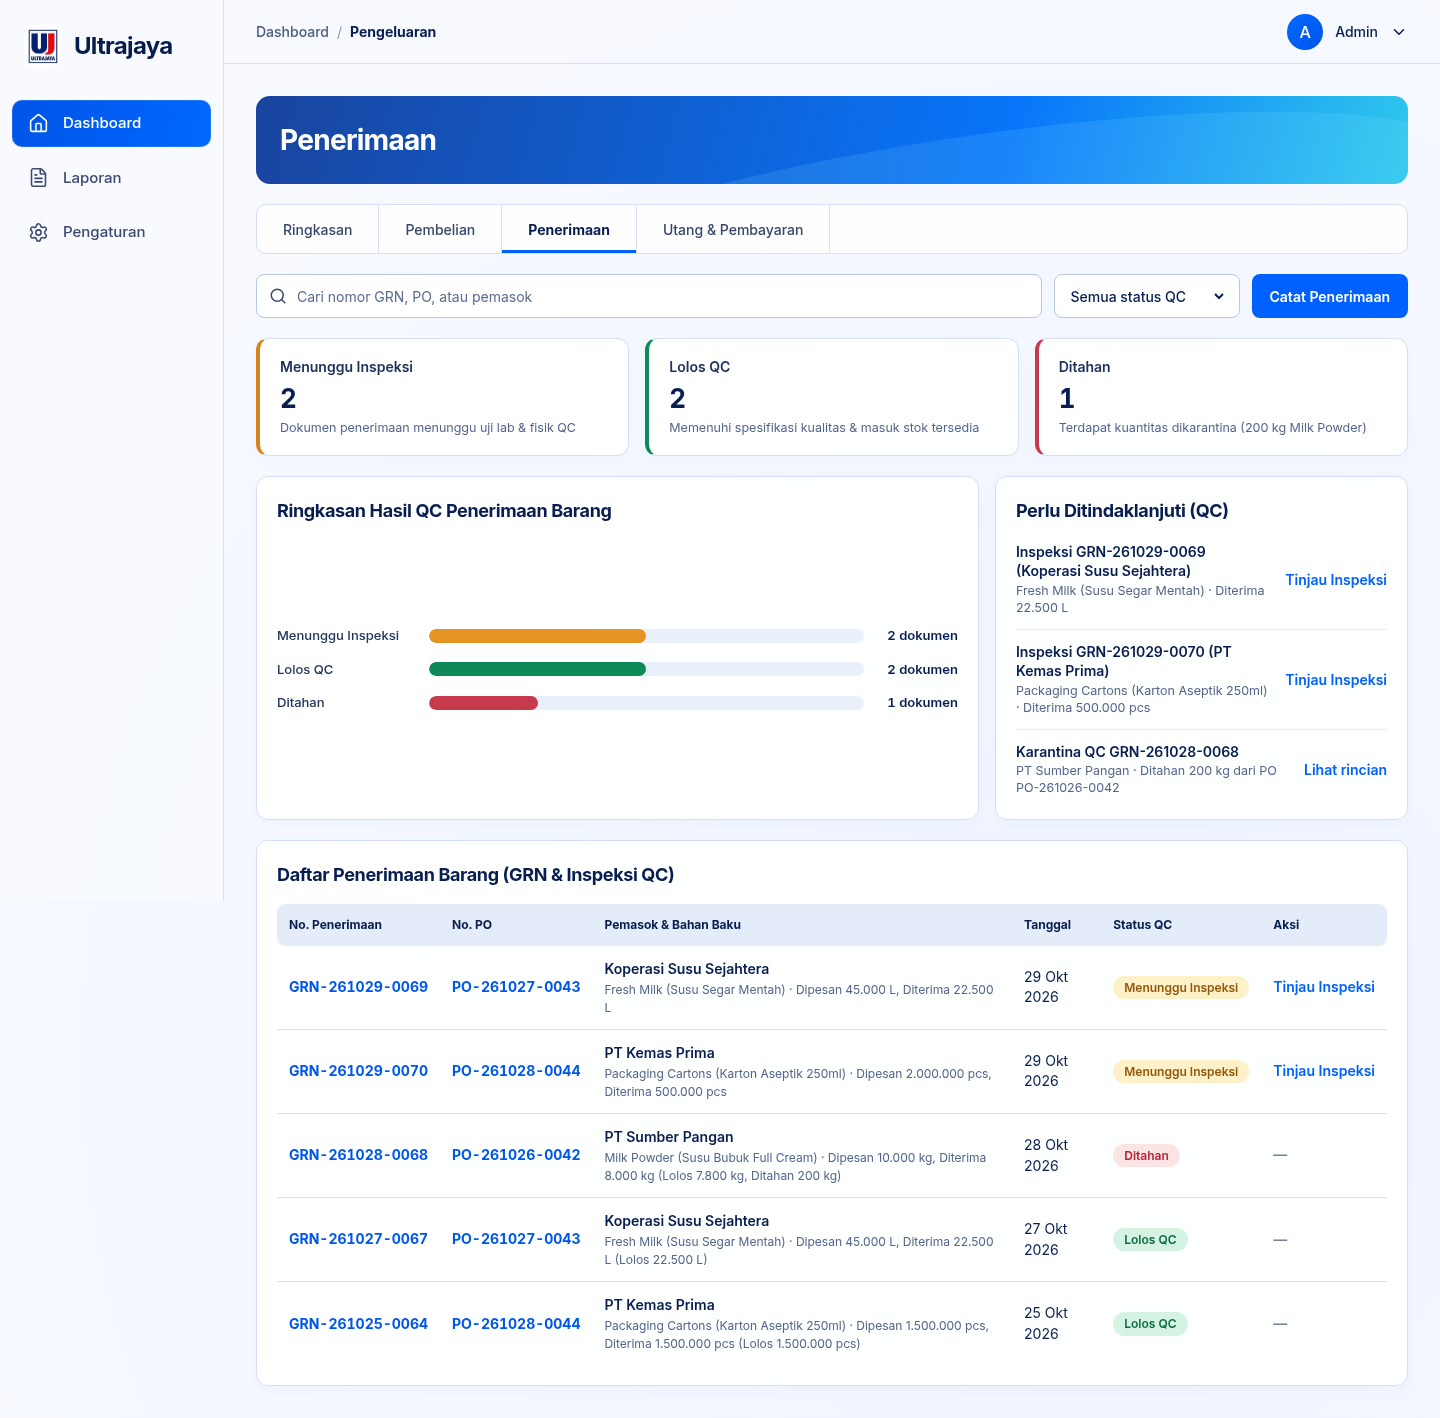 UJ
ULTRAJAYA
Ultrajaya
Dashboard
Laporan
Pengaturan
Dashboard / Pengeluaran
A
Admin
Penerimaan
Ringkasan
Pembelian
Penerimaan
Utang & Pembayaran
Cari nomor GRN, PO, atau pemasok
Semua status QC
Catat Penerimaan
Menunggu Inspeksi
2
Dokumen penerimaan menunggu uji lab & fisik QC
Lolos QC
2
Memenuhi spesifikasi kualitas & masuk stok tersedia
Ditahan
1
Terdapat kuantitas dikarantina (200 kg Milk Powder)
Ringkasan Hasil QC Penerimaan Barang
Menunggu Inspeksi 2 dokumen
Lolos QC 2 dokumen
Ditahan 1 dokumen
Perlu Ditindaklanjuti (QC)
Inspeksi GRN-261029-0069
(Koperasi Susu Sejahtera)
Fresh Milk (Susu Segar Mentah) · Diterima
22.500 L
Tinjau Inspeksi
Inspeksi GRN-261029-0070 (PT
Kemas Prima)
Packaging Cartons (Karton Aseptik 250ml)
· Diterima 500.000 pcs
Tinjau Inspeksi
Karantina QC GRN-261028-0068
PT Sumber Pangan · Ditahan 200 kg dari PO
PO-261026-0042
Lihat rincian
Daftar Penerimaan Barang (GRN & Inspeksi QC)
No. Penerimaan No. PO Pemasok & Bahan Baku Tanggal Status QC Aksi
GRN-261029-0069
PO-261027-0043
Koperasi Susu Sejahtera
Fresh Milk (Susu Segar Mentah) · Dipesan 45.000 L, Diterima 22.500
L
29 Okt
2026
Menunggu Inspeksi
Tinjau Inspeksi
GRN-261029-0070
PO-261028-0044
PT Kemas Prima
Packaging Cartons (Karton Aseptik 250ml) · Dipesan 2.000.000 pcs,
Diterima 500.000 pcs
29 Okt
2026
Menunggu Inspeksi
Tinjau Inspeksi
GRN-261028-0068
PO-261026-0042
PT Sumber Pangan
Milk Powder (Susu Bubuk Full Cream) · Dipesan 10.000 kg, Diterima
8.000 kg (Lolos 7.800 kg, Ditahan 200 kg)
28 Okt
2026
Ditahan
—
GRN-261027-0067
PO-261027-0043
Koperasi Susu Sejahtera
Fresh Milk (Susu Segar Mentah) · Dipesan 45.000 L, Diterima 22.500
L (Lolos 22.500 L)
27 Okt
2026
Lolos QC
—
GRN-261025-0064
PO-261028-0044
PT Kemas Prima
Packaging Cartons (Karton Aseptik 250ml) · Dipesan 1.500.000 pcs,
Diterima 1.500.000 pcs (Lolos 1.500.000 pcs)
25 Okt
2026
Lolos QC
—